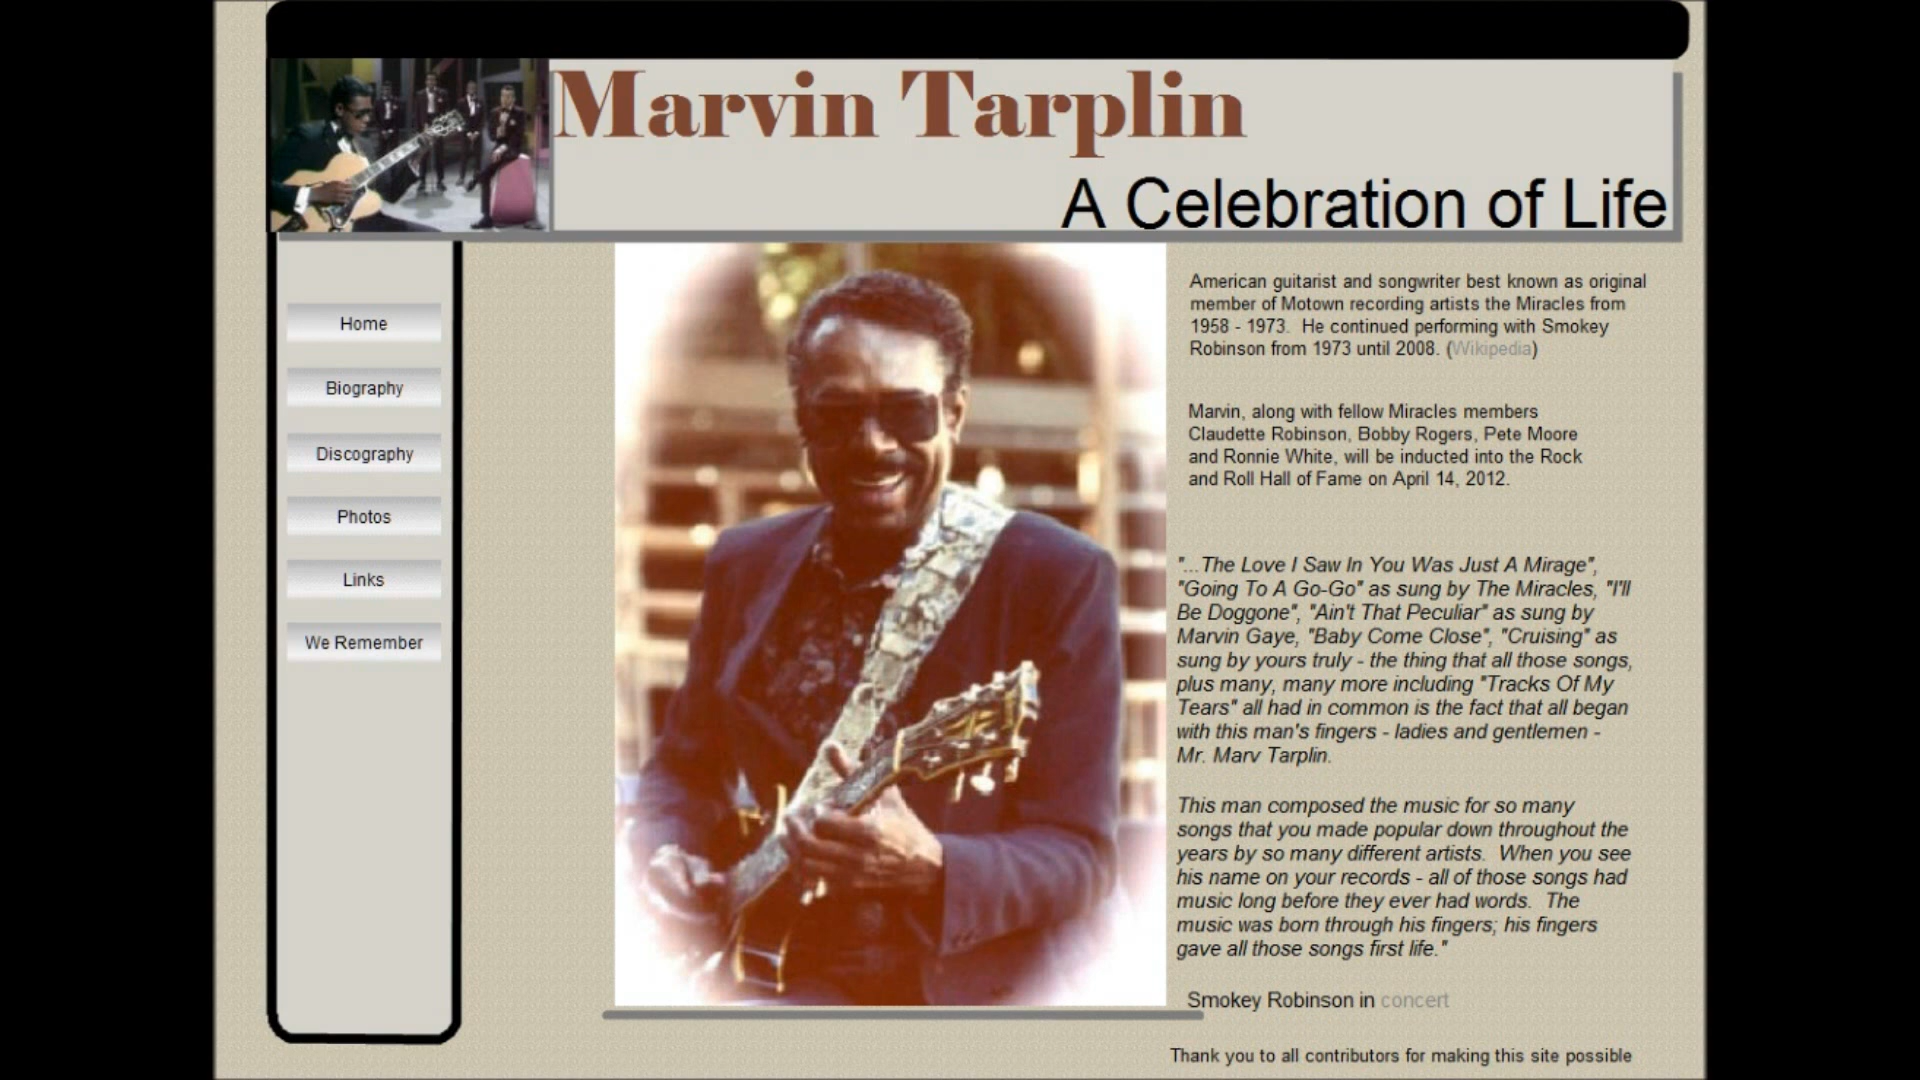 Marvin Tarplin
A Celebration of Life
Home
Biography
Discography
Photos
Links
We Remember
American guitarist and songwriter best known as original
member of Motown recording artists the Miracles from
1958 - 1973.  He continued performing with Smokey
Robinson from 1973 until 2008. (Wikipedia)
Marvin, along with fellow Miracles members
Claudette Robinson, Bobby Rogers, Pete Moore
and Ronnie White, will be inducted into the Rock
and Roll Hall of Fame on April 14, 2012.
"...The Love I Saw In You Was Just A Mirage",
"Going To A Go-Go" as sung by The Miracles, "I'll
Be Doggone", "Ain't That Peculiar" as sung by
Marvin Gaye, "Baby Come Close", "Cruising" as
sung by yours truly - the thing that all those songs,
plus many, many more including "Tracks Of My
Tears" all had in common is the fact that all began
with this man's fingers - ladies and gentlemen -
Mr. Marv Tarplin.
This man composed the music for so many
songs that you made popular down throughout the
years by so many different artists.  When you see
his name on your records - all of those songs had
music long before they ever had words.  The
music was born through his fingers; his fingers
gave all those songs first life."
Smokey Robinson in concert
Thank you to all contributors for making this site possible